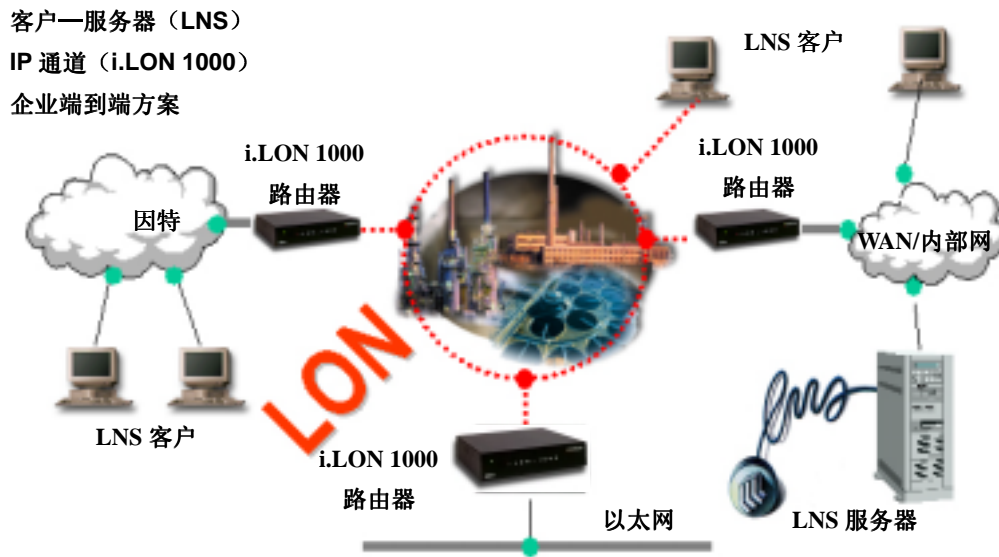 客户—服务器（LNS）
IP 通道（i.LON 1000）
企业端到端方案
LNS 客户
i.LON 1000
路由器
i.LON 1000
路由器
因特
WAN/内部网
LON
LNS 客户
i.LON 1000
路由器
lns
以太网
LNS 服务器